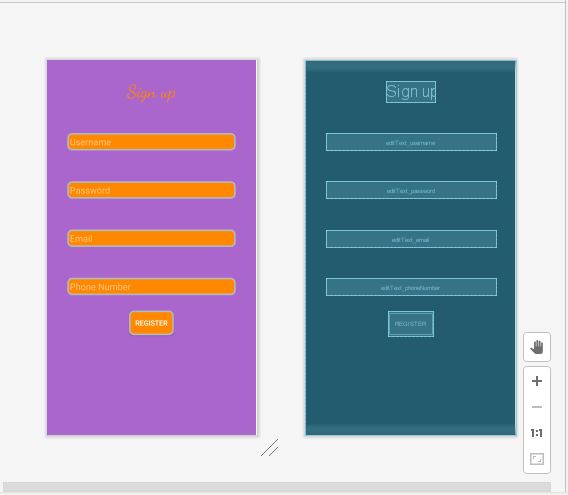 Sign up
Username
Password
Email
Phone Number
REGISTER
Sign up
editText_username
editText_password
editText_email
editText_phoneNumber
REGISTER
1:1